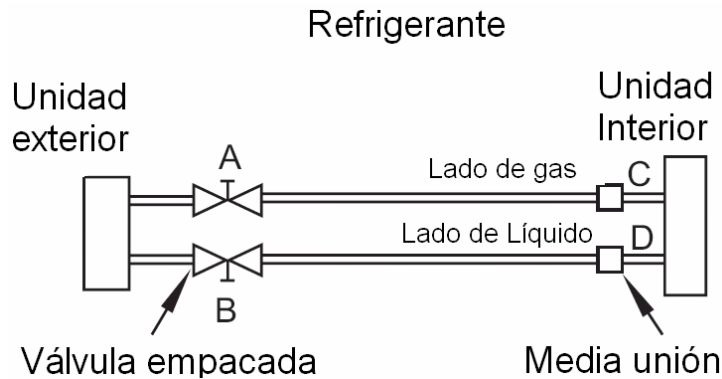 Refrigerante
Unidad
exterior
Unidad
Interior
A
Lado de gas
C
Lado de Líquido
D
B
Válvula empacada
Media unión